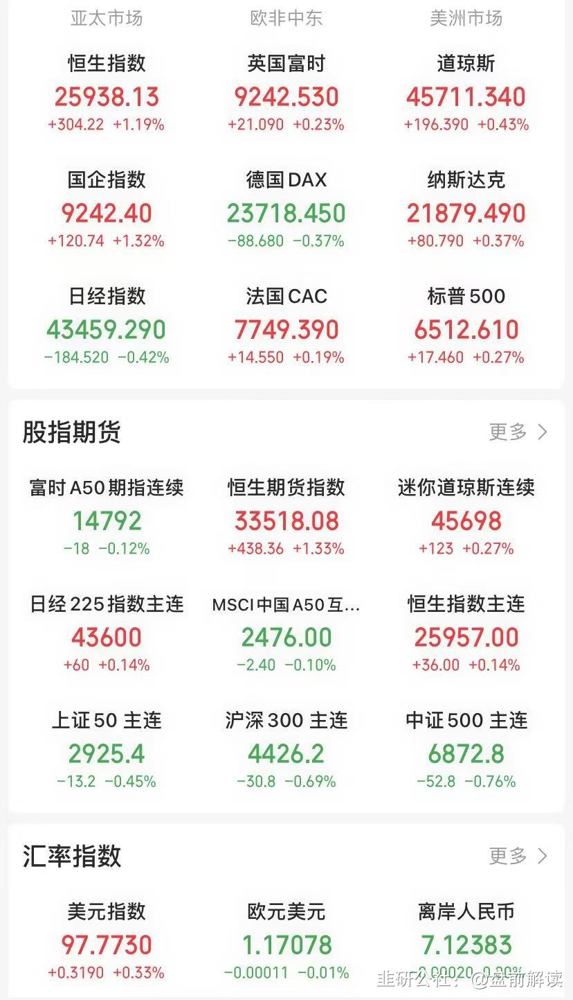 亚太市场 欧非中东 美洲市场
恒生指数 英国富时 道琼斯
25938.13 9242.530 45711.340
+304.22 +1.19% +21.090 +0.23% +196.390 +0.43%
国企指数 德国DAX 纳斯达克
9242.40 23718.450 21879.490
+120.74 +1.32% -88.680 -0.37% +80.790 +0.37%
日经指数 法国CAC 标普500
43459.290 7749.390 6512.610
-184.520 -0.42% +14.550 +0.19% +17.460 +0.27%
股指期货 更多 >
富时A50期指连续 恒生期货指数 迷你道琼斯连续
14792 33518.08 45698
-18 -0.12% +438.36 +1.33% +123 +0.27%
日经225指数主连 MSCI中国A50互... 恒生指数主连
43600 2476.00 25957.00
+60 +0.14% -2.40 -0.10% +36.00 +0.14%
上证50 主连 沪深300 主连 中证500 主连
2925.4 4426.2 6872.8
-13.2 -0.45% -30.8 -0.69% -52.8 -0.76%
汇率指数 更多 >
美元指数 欧元美元 离岸人民币
97.7730 1.17078 7.12383
+0.3190 +0.33% -0.00011 -0.01% -0.00020 0.00%
韭研公社：@盘前解读